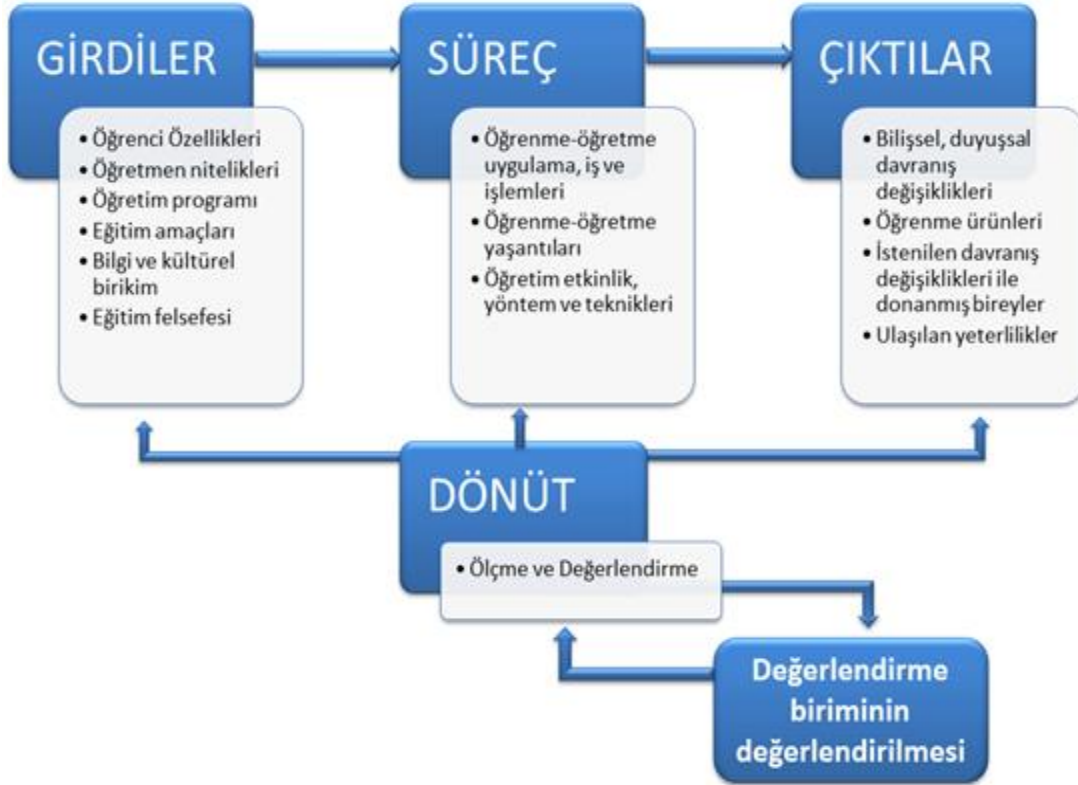 GİRDİLER
• Öğrenci Özellikleri
• Öğretmen nitelikleri
• Öğretim programı
• Eğitim amaçları
• Bilgi ve kültürel
birikim
• Eğitim felsefesi
SÜREÇ
• Öğrenme-öğretme
uygulama, iş ve
işlemleri
• Öğrenme-öğretme
yaşantıları
• Öğretim etkinlik,
yöntem ve teknikleri
ÇIKTILAR
• Bilişsel, duyuşsal
davranış
değişiklikleri
• Öğrenme ürünleri
• İstenilen davranış
değişiklikleri ile
donanmış bireyler
• Ulaşılan yeterlilikler
DÖNÜT
• Ölçme ve Değerlendirme
Değerlendirme
biriminin
değerlendirilmesi